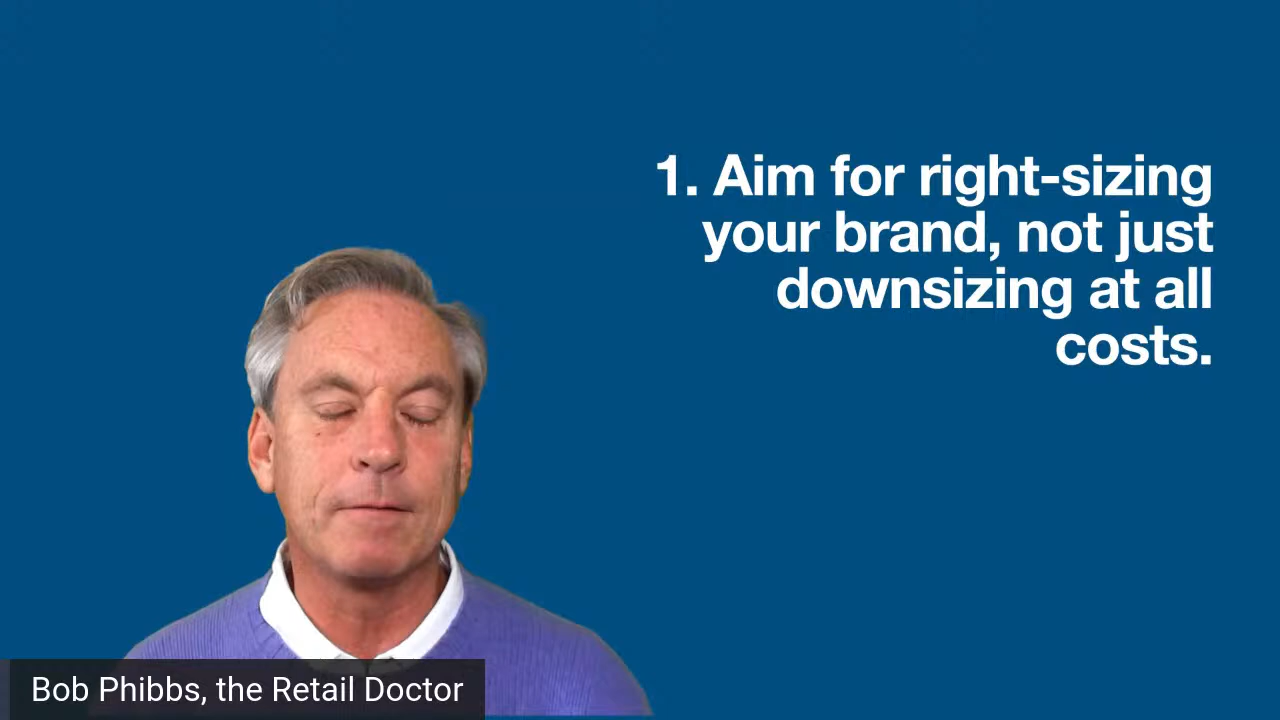 1. Aim for right-sizing
your brand, not just
downsizing at all
costs.
Bob Phibbs, the Retail Doctor